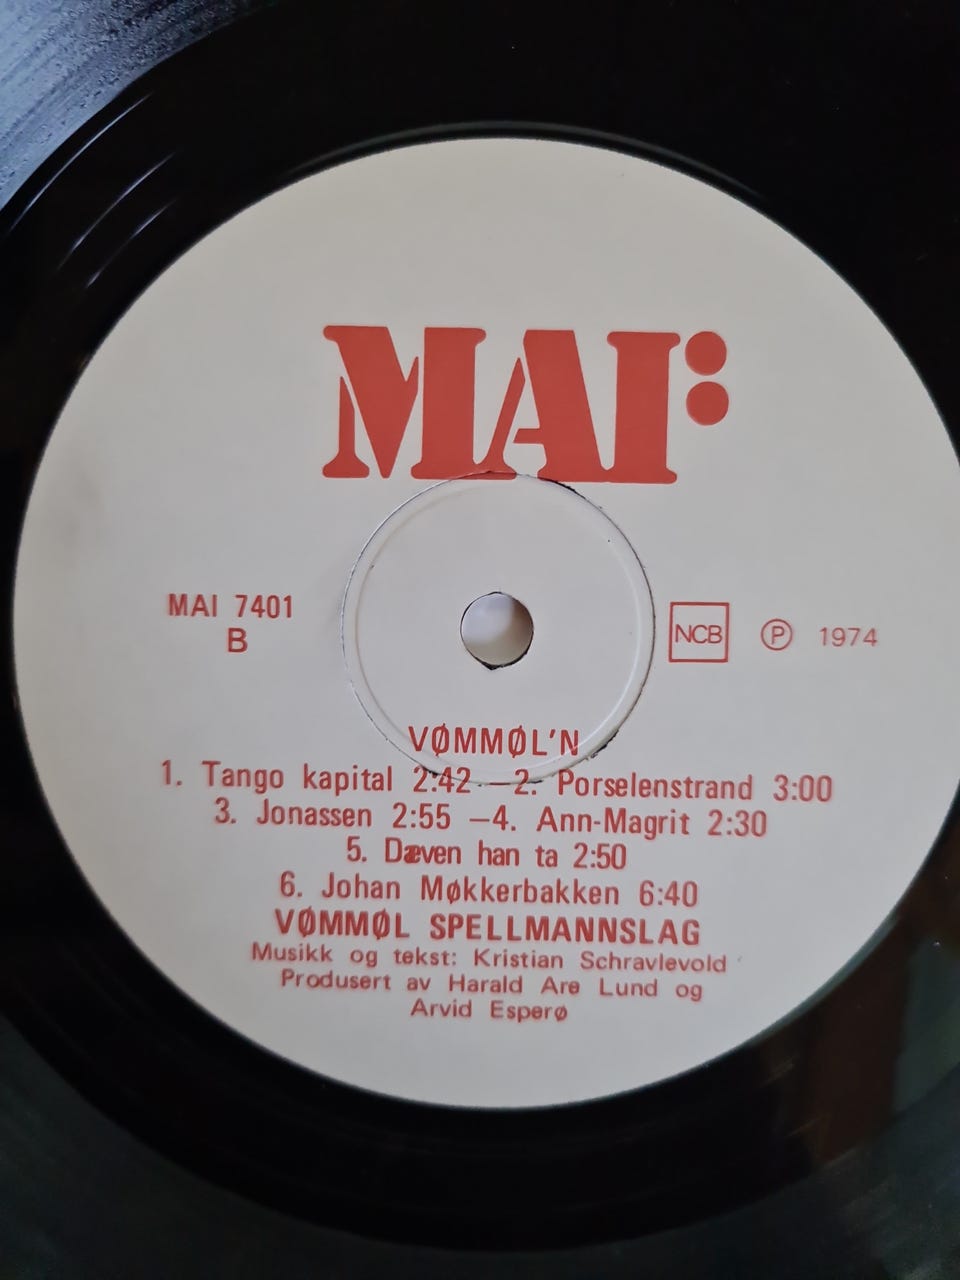 MAI:
MAI 7401
B
NCB
Ⓟ 1974
VØMMØL'N
1. Tango kapital 2:42 — 2. Porselenstrand 3:00
3. Jonassen 2:55 —4. Ann-Magrit 2:30
5. Dæven han ta 2:50
6. Johan Møkkerbakken 6:40
VØMMØL SPELLMANNSLAG
Musikk og tekst: Kristian Schravlevold
Produsert av Harald Are Lund og
Arvid Esperø